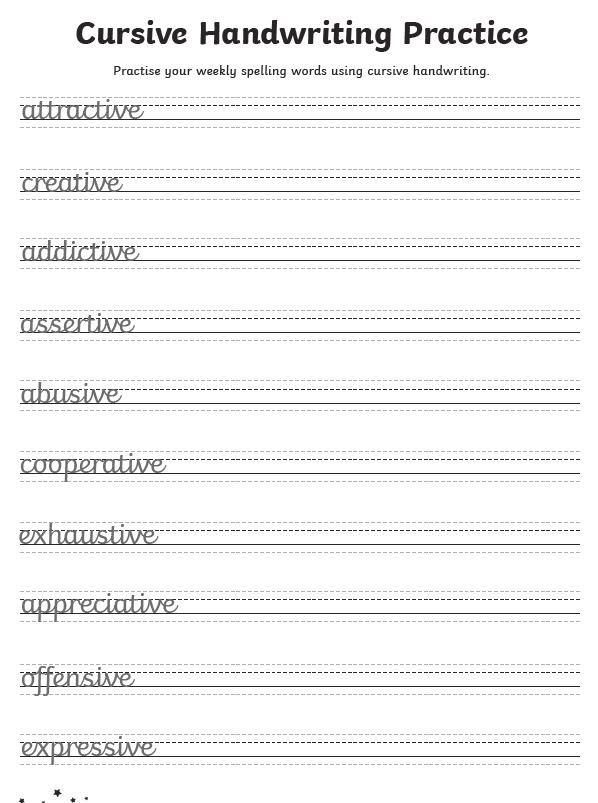 Cursive Handwriting Practice
Practise your weekly spelling words using cursive handwriting.
attractive
creative
addictive
assertive
abusive
cooperative
exhaustive
appreciative
offensive
expressive